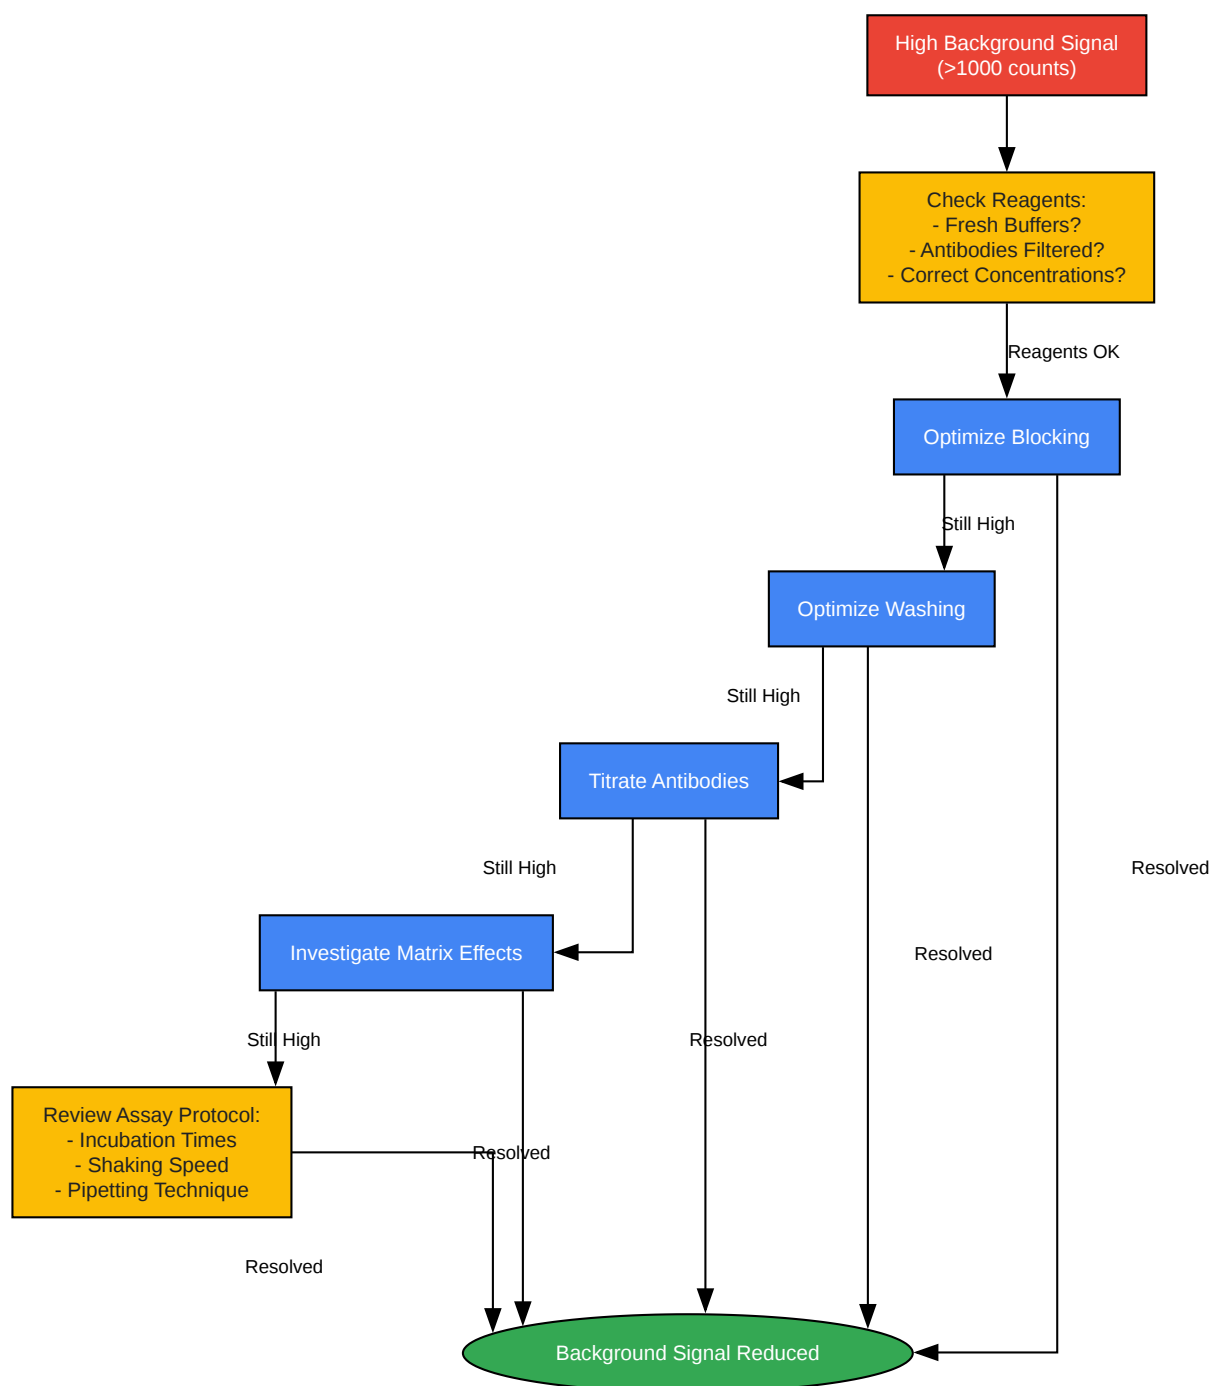 High Background Signal
(>1000 counts)
Check Reagents:
- Fresh Buffers?
- Antibodies Filtered?
- Correct Concentrations?
Reagents OK
Optimize Blocking
Still High
Optimize Washing
Still High
Titrate Antibodies
Still High
Resolved
Investigate Matrix Effects
Resolved
Still High
Resolved
Review Assay Protocol:
- Incubation Times
- Shaking Speed
- Pipetting Technique
Resolved
Resolved
Background Signal Reduced